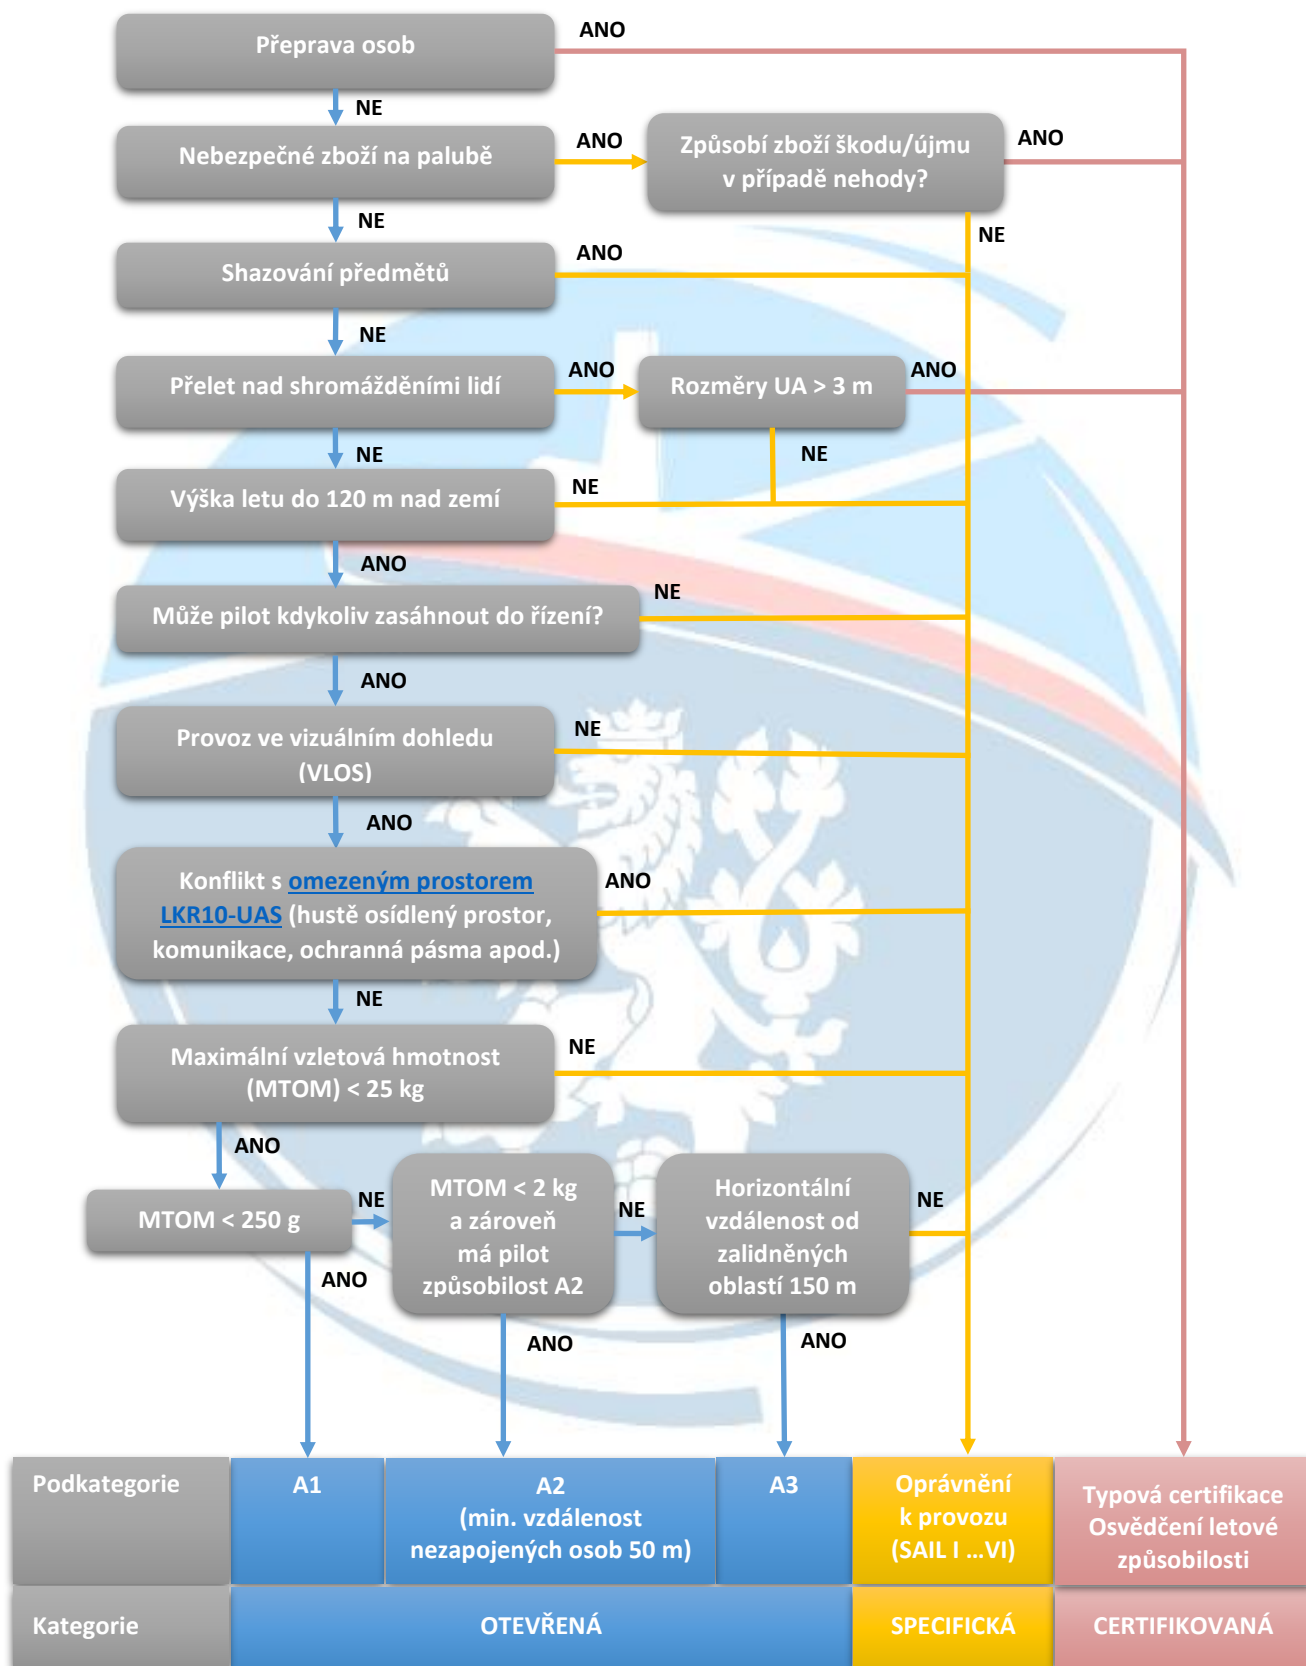 Přeprava osob
ANO
NE
Nebezpečné zboží na palubě
ANO
Způsobí zboží škodu/újmu
v případě nehody?
ANO
NE
NE
Shazování předmětů
ANO
NE
Přelet nad shromážděními lidí
ANO
Rozměry UA > 3 m
ANO
NE
NE
Výška letu do 120 m nad zemí
NE
ANO
Může pilot kdykoliv zasáhnout do řízení?
NE
ANO
Provoz ve vizuálním dohledu
(VLOS)
NE
ANO
Konflikt s omezeným prostorem
LKR10-UAS (hustě osídlený prostor,
komunikace, ochranná pásma apod.)
ANO
NE
Maximální vzletová hmotnost
(MTOM) < 25 kg
NE
ANO
MTOM < 250 g
NE
ANO
MTOM < 2 kg
a zároveň
má pilot
způsobilost A2
NE
ANO
Horizontální
vzdálenost od
zalidněných
oblastí 150 m
NE
ANO
Podkategorie
A1
A2
(min. vzdálenost
nezapojených osob 50 m)
A3
Oprávnění
k provozu
(SAIL I ...VI)
Typová certifikace
Osvědčení letové
způsobilosti
Kategorie
OTEVŘENÁ
SPECIFICKÁ
CERTIFIKOVANÁ